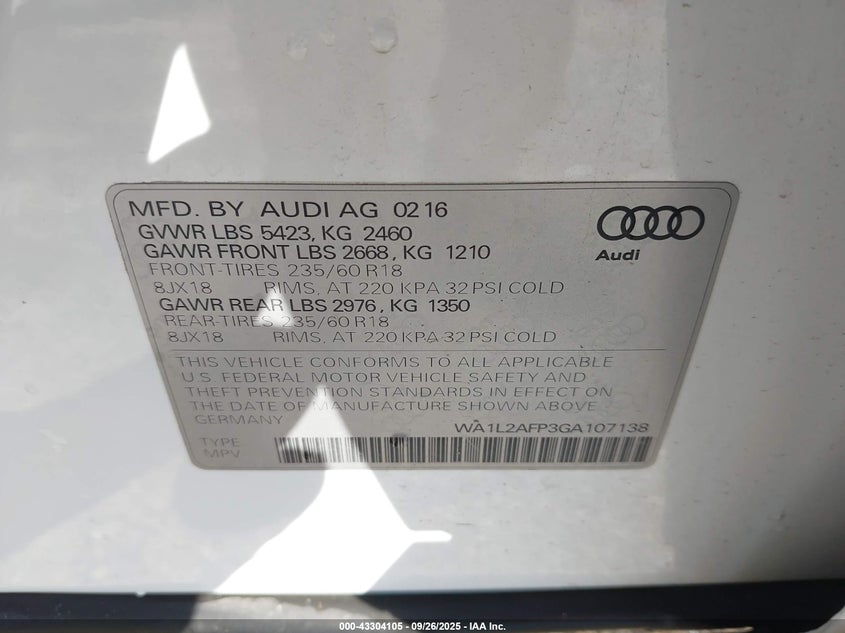 MFD. BY AUDI AG 02 16
GVWR LBS 5423, KG 2460
GAWR FRONT LBS 2668, KG 1210
FRONT-TIRES 235/60 R18
8JX18 RIMS, AT 220 KPA 32 PSI COLD
GAWR REAR LBS 2976, KG 1350
REAR-TIRES 235/60 R18
8JX18 RIMS, AT 220 KPA 32 PSI COLD
Audi
THIS VEHICLE CONFORMS TO ALL APPLICABLE
U.S. FEDERAL MOTOR VEHICLE SAFETY AND
THEFT PREVENTION STANDARDS IN EFFECT ON
THE DATE OF MANUFACTURE SHOWN ABOVE
GERMANY WA1L2AFP3GA107138
TYPE
MPV
000-43304105 - 09/26/2025 - IAA Inc.